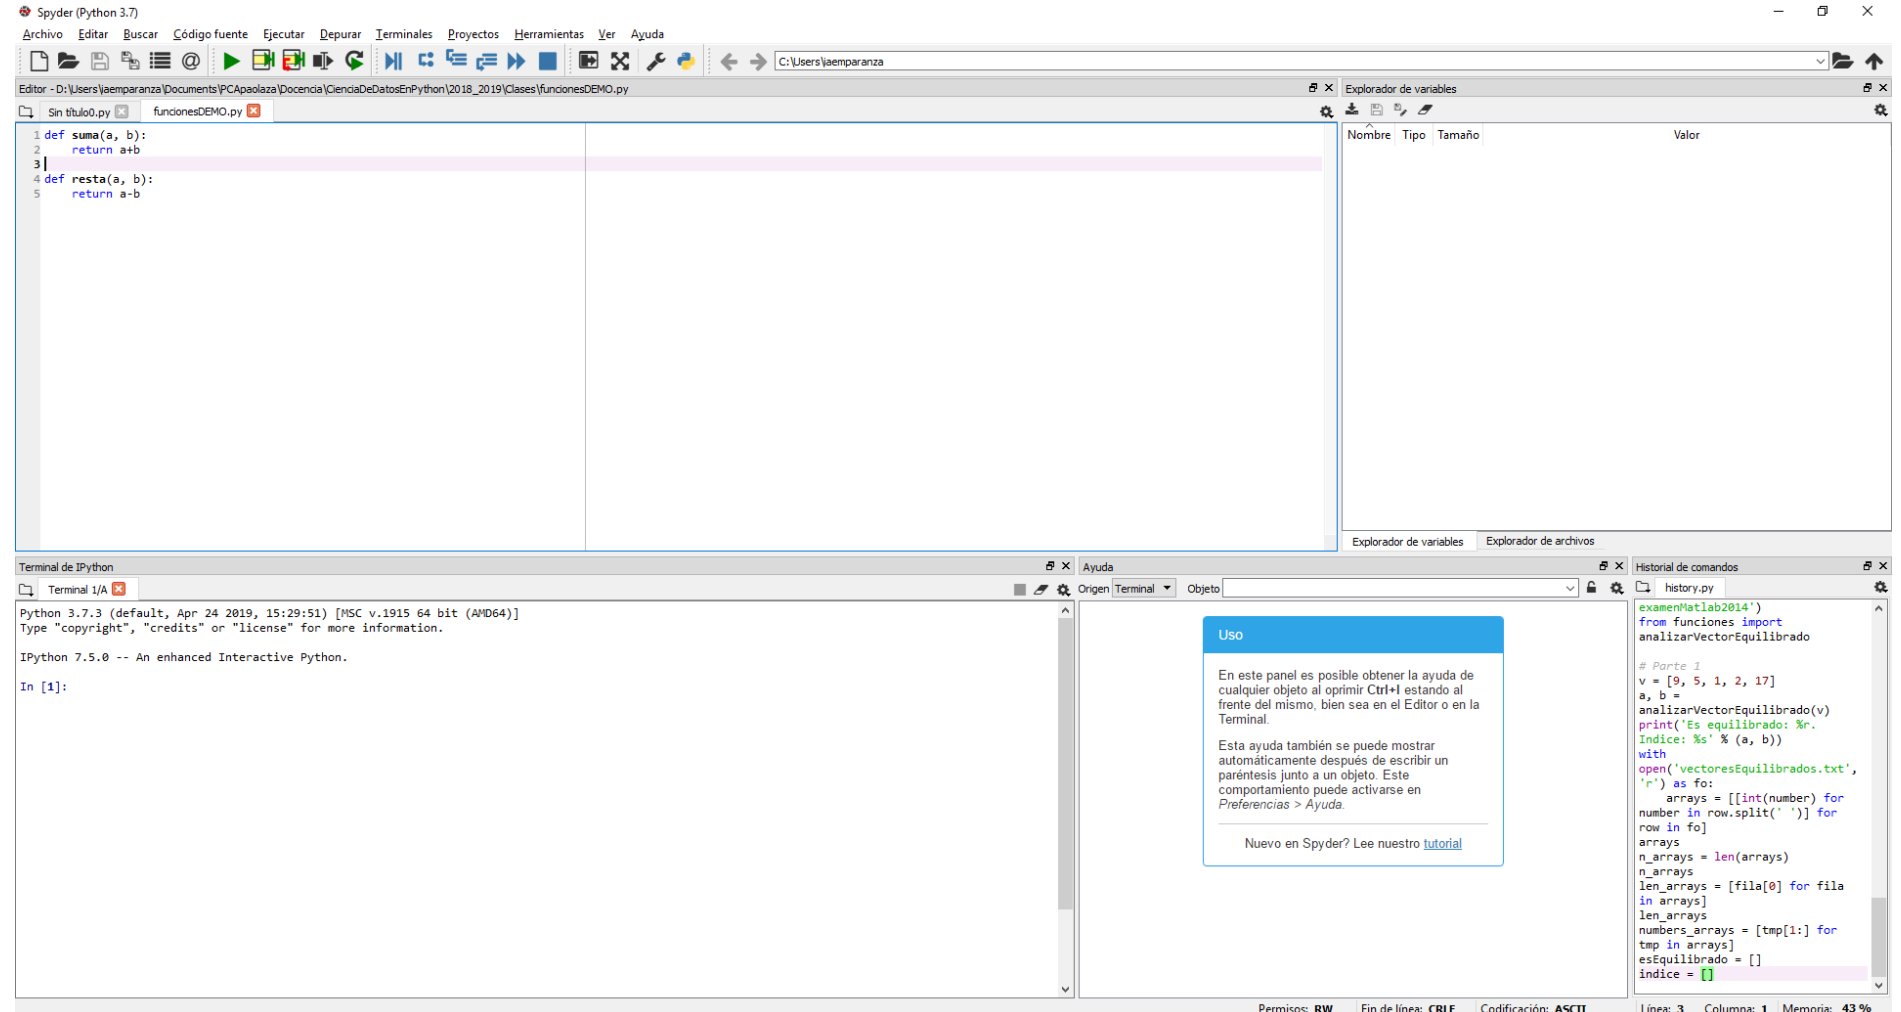 Spyder (Python 3.7)
Archivo Editar Buscar Código fuente Ejecutar Depurar Terminales Proyectos Herramientas Ver Ayuda
C:\Users\iaemparanza
Editor - D:\Users\iaemparanza\Documents\PCApaolaza\Docencia\CienciaDeDatosEnPython\2018_2019\Clases\funcionesDEMO.py
Sin título0.py funcionesDEMO.py
1 def suma(a, b):
2 return a+b
3
4 def resta(a, b):
5 return a-b
Explorador de variables
Nombre Tipo Tamaño Valor
Explorador de variables Explorador de archivos
Terminal de IPython
Terminal 1/A
Python 3.7.3 (default, Apr 24 2019, 15:29:51) [MSC v.1915 64 bit (AMD64)]
Type "copyright", "credits" or "license" for more information.
IPython 7.5.0 -- An enhanced Interactive Python.
In [1]:
Ayuda
Origen Terminal Objeto
Uso
En este panel es posible obtener la ayuda de
cualquier objeto al oprimir Ctrl+I estando al
frente del mismo, bien sea en el Editor o en la
Terminal.
Esta ayuda también se puede mostrar
automáticamente después de escribir un
paréntesis junto a un objeto. Este
comportamiento puede activarse en
Preferencias > Ayuda.
Nuevo en Spyder? Lee nuestro tutorial
Historial de comandos
history.py
examenMatlab2014')
from funciones import
analizarVectorEquilibrado
# Parte 1
v = [9, 5, 1, 2, 17]
a, b =
analizarVectorEquilibrado(v)
print('Es equilibrado: %r.
Indice: %s' % (a, b))
with
open('vectoresEquilibrados.txt',
'r') as fo:
arrays = [[int(number) for
number in row.split(' ')] for
row in fo]
arrays
n_arrays = len(arrays)
n_arrays
len_arrays = [fila[0] for fila
in arrays]
len_arrays
numbers_arrays = [tmp[1:] for
tmp in arrays]
esEquilibrado = []
indice = []
Permisos: RW Fin de línea: CRLF Codificación: ASCII Línea: 3 Columna: 1 Memoria: 43 %